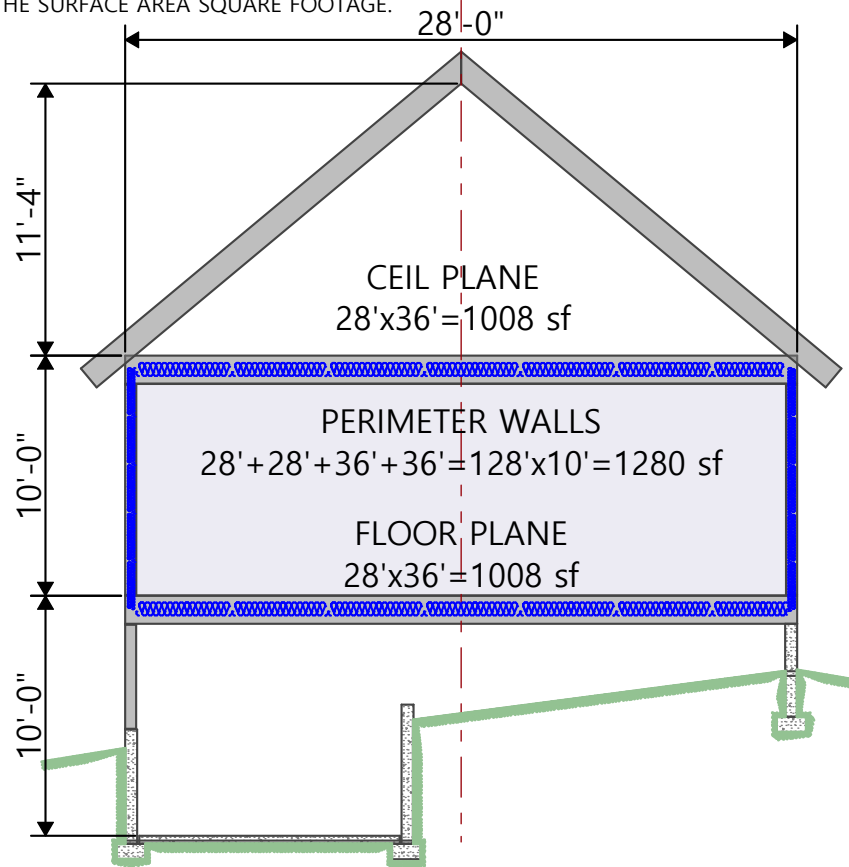 HE SURFACE AREA SQUARE FOOTAGE.
28'-0"
11'-4"
CEIL PLANE
28'x36'=1008 sf
10'-0"
PERIMETER WALLS
28'+28'+36'+36'=128'x10'=1280 sf
FLOOR PLANE
28'x36'=1008 sf
10'-0"